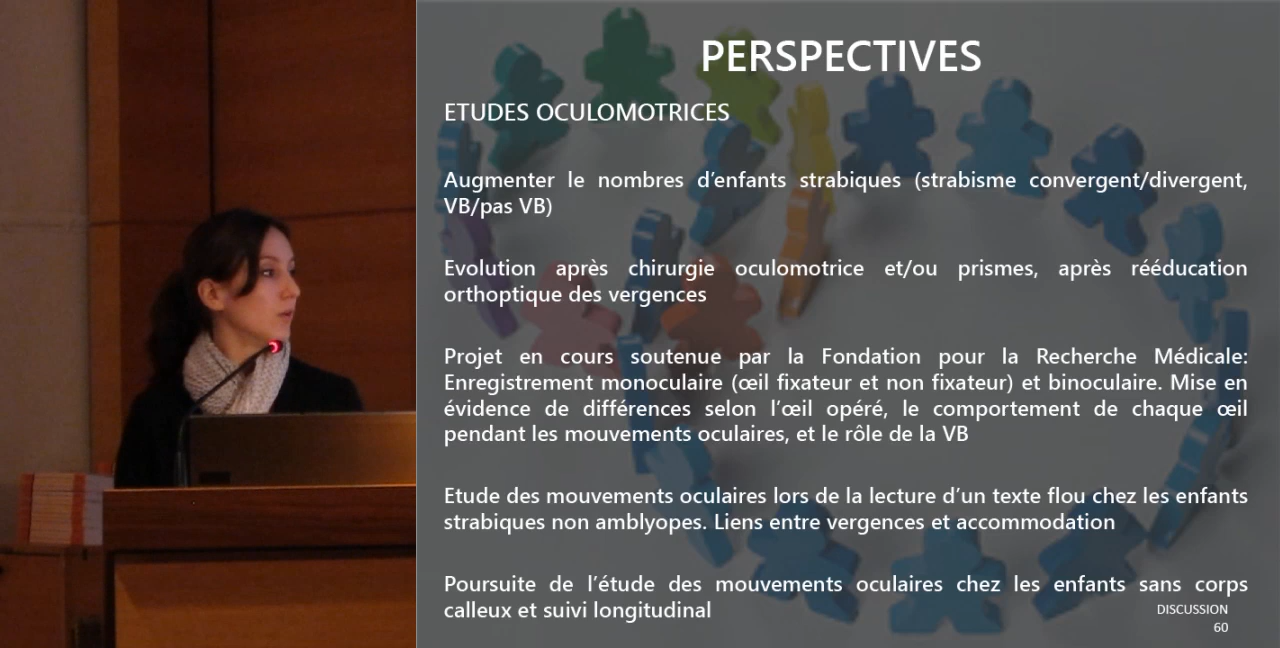 PERSPECTIVES
ETUDES OCULOMOTRICES
Augmenter le nombres d'enfants strabiques (strabisme convergent/divergent,
VB/pas VB)
Evolution après chirurgie oculomotrice et/ou prismes, après rééducation
orthoptique des vergences
Projet en cours soutenue par la Fondation pour la Recherche Médicale:
Enregistrement monoculaire (œil fixateur et non fixateur) et binoculaire. Mise en
évidence de différences selon l'œil opéré, le comportement de chaque œil
pendant les mouvements oculaires, et le rôle de la VB
Etude des mouvements oculaires lors de la lecture d'un texte flou chez les enfants
strabiques non amblyopes. Liens entre vergences et accommodation
Poursuite de l'étude des mouvements oculaires chez les enfants sans corps
calleux et suivi longitudinal
DISCUSSION
60